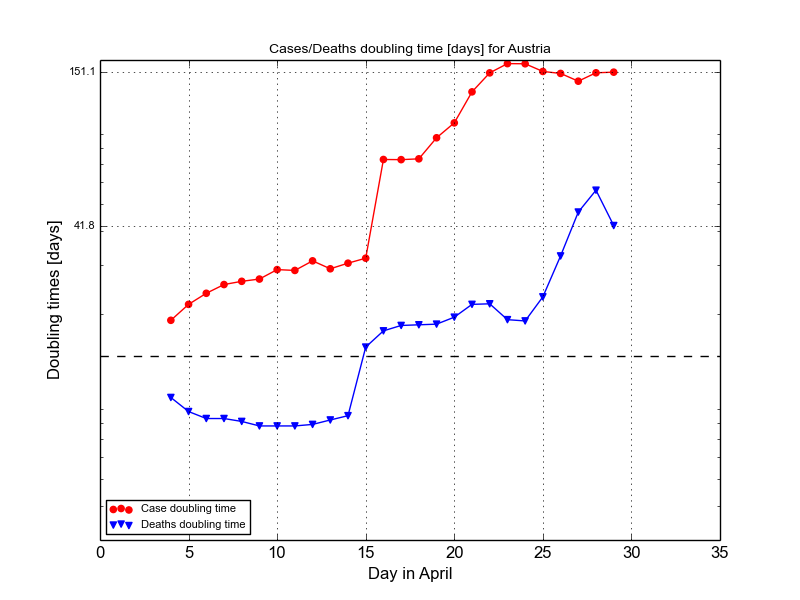 Cases/Deaths doubling time [days] for Austria
151.1
41.8
Doubling times [days]
Case doubling time
Deaths doubling time
0 5 10 15 20 25 30 35
Day in April